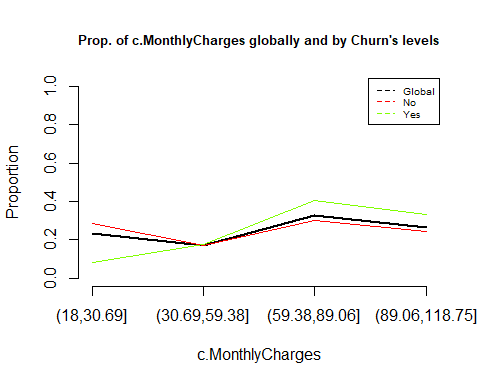 Prop. of c.MonthlyCharges globally and by Churn's levels
Global
No
Yes
Proportion
1.0
0.8
0.6
0.4
0.2
0.0
(18,30.69]
(30.69,59.38]
(59.38,89.06]
(89.06,118.75]
c.MonthlyCharges